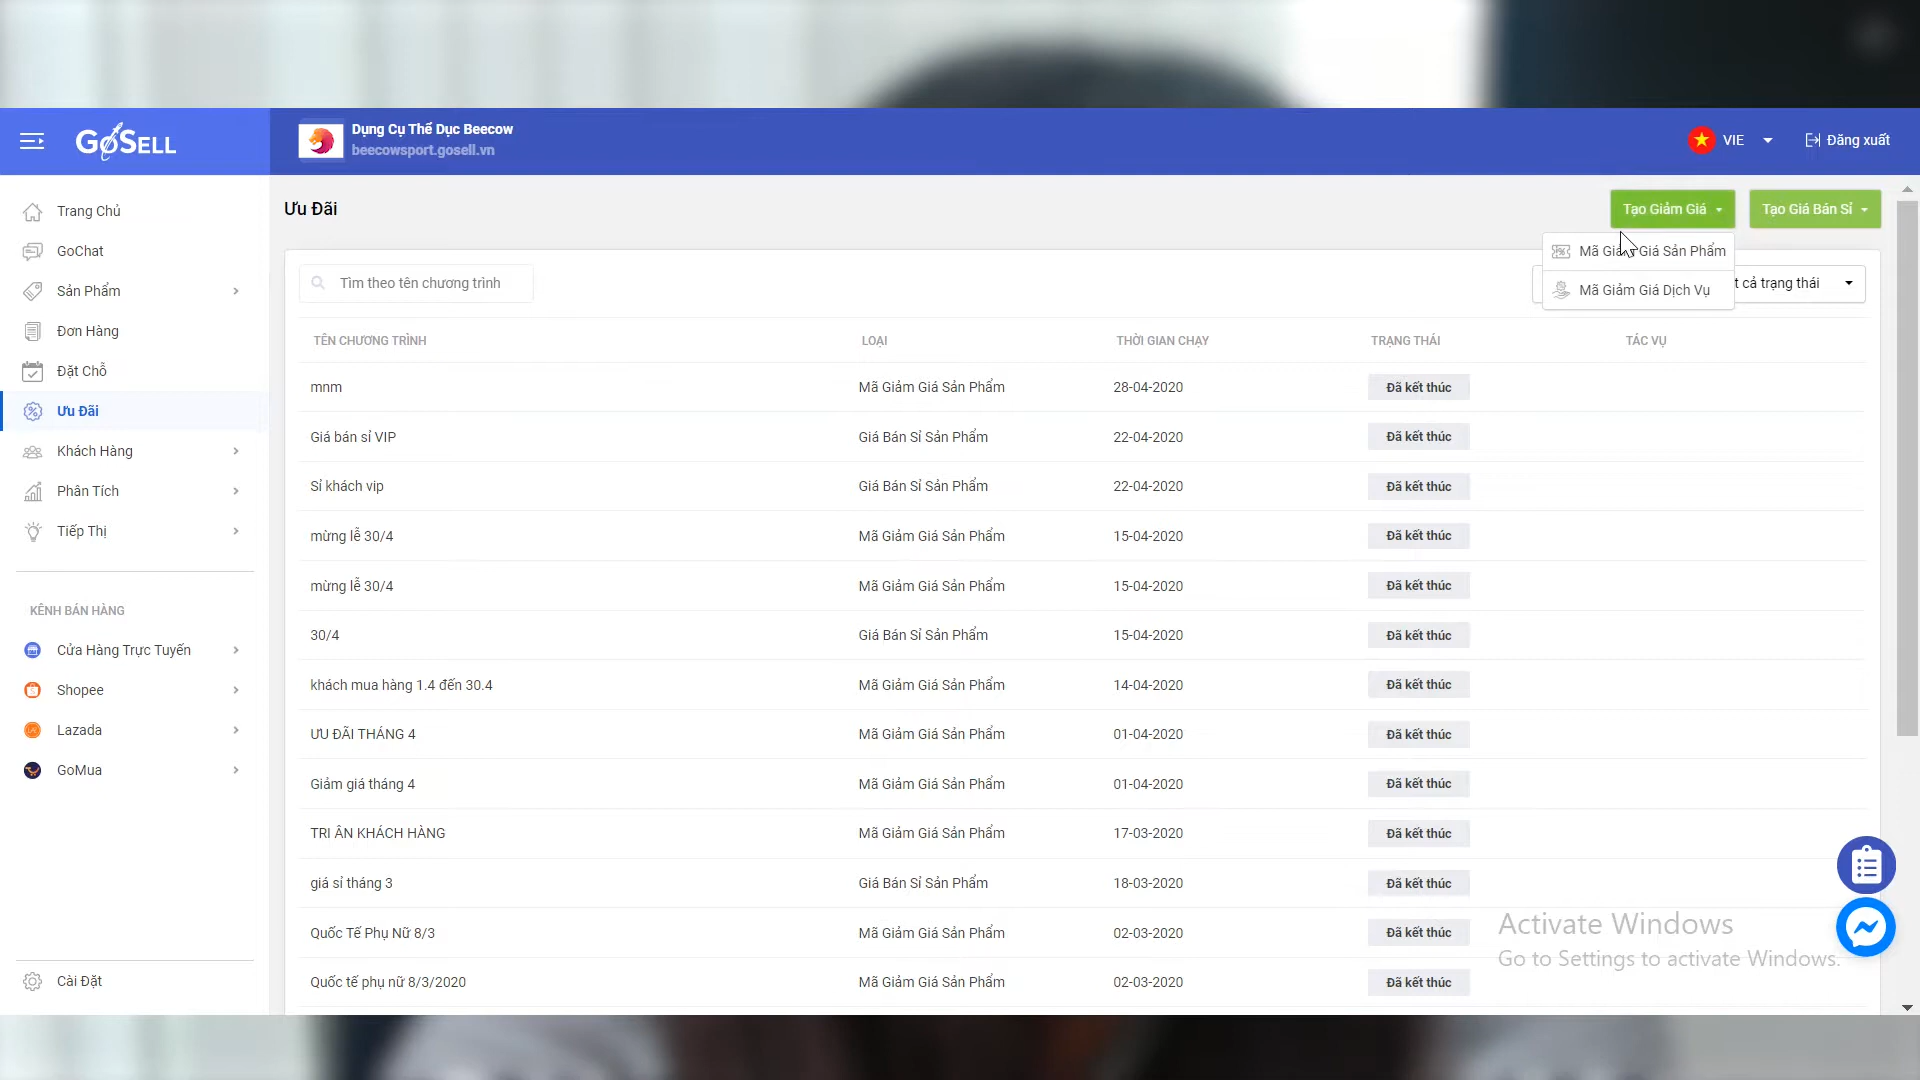 GoSELL
Dụng Cụ Thể Dục Beecow
beecowsport.gosell.vn
VIE
Đăng xuất
Trang Chủ
GoChat
Sản Phẩm
Đơn Hàng
Đặt Chỗ
Ưu Đãi
Khách Hàng
Phân Tích
Tiếp Thị
KÊNH BÁN HÀNG
Cửa Hàng Trực Tuyến
Shopee
Lazada
GoMua
Cài Đặt
Ưu Đãi
Tạo Giảm Giá
Tạo Giá Bán Sỉ
Mã Giảm Giá Sản Phẩm
Mã Giảm Giá Dịch Vụ
Tìm theo tên chương trình
t cả trạng thái
TÊN CHƯƠNG TRÌNH LOẠI THỜI GIAN CHẠY TRẠNG THÁI TÁC VỤ
mnm Mã Giảm Giá Sản Phẩm 28-04-2020 Đã kết thúc
Giá bán sỉ VIP Giá Bán Sỉ Sản Phẩm 22-04-2020 Đã kết thúc
Sỉ khách vip Giá Bán Sỉ Sản Phẩm 22-04-2020 Đã kết thúc
mừng lễ 30/4 Mã Giảm Giá Sản Phẩm 15-04-2020 Đã kết thúc
mừng lễ 30/4 Mã Giảm Giá Sản Phẩm 15-04-2020 Đã kết thúc
30/4 Giá Bán Sỉ Sản Phẩm 15-04-2020 Đã kết thúc
khách mua hàng 1.4 đến 30.4 Mã Giảm Giá Sản Phẩm 14-04-2020 Đã kết thúc
ƯU ĐÃI THÁNG 4 Mã Giảm Giá Sản Phẩm 01-04-2020 Đã kết thúc
Giảm giá tháng 4 Mã Giảm Giá Sản Phẩm 01-04-2020 Đã kết thúc
TRI ÂN KHÁCH HÀNG Mã Giảm Giá Sản Phẩm 17-03-2020 Đã kết thúc
giá sỉ tháng 3 Giá Bán Sỉ Sản Phẩm 18-03-2020 Đã kết thúc
Quốc Tế Phụ Nữ 8/3 Mã Giảm Giá Sản Phẩm 02-03-2020 Đã kết thúc
Quốc tế phụ nữ 8/3/2020 Mã Giảm Giá Sản Phẩm 02-03-2020 Đã kết thúc
Activate Windows
Go to Settings to activate Windows.